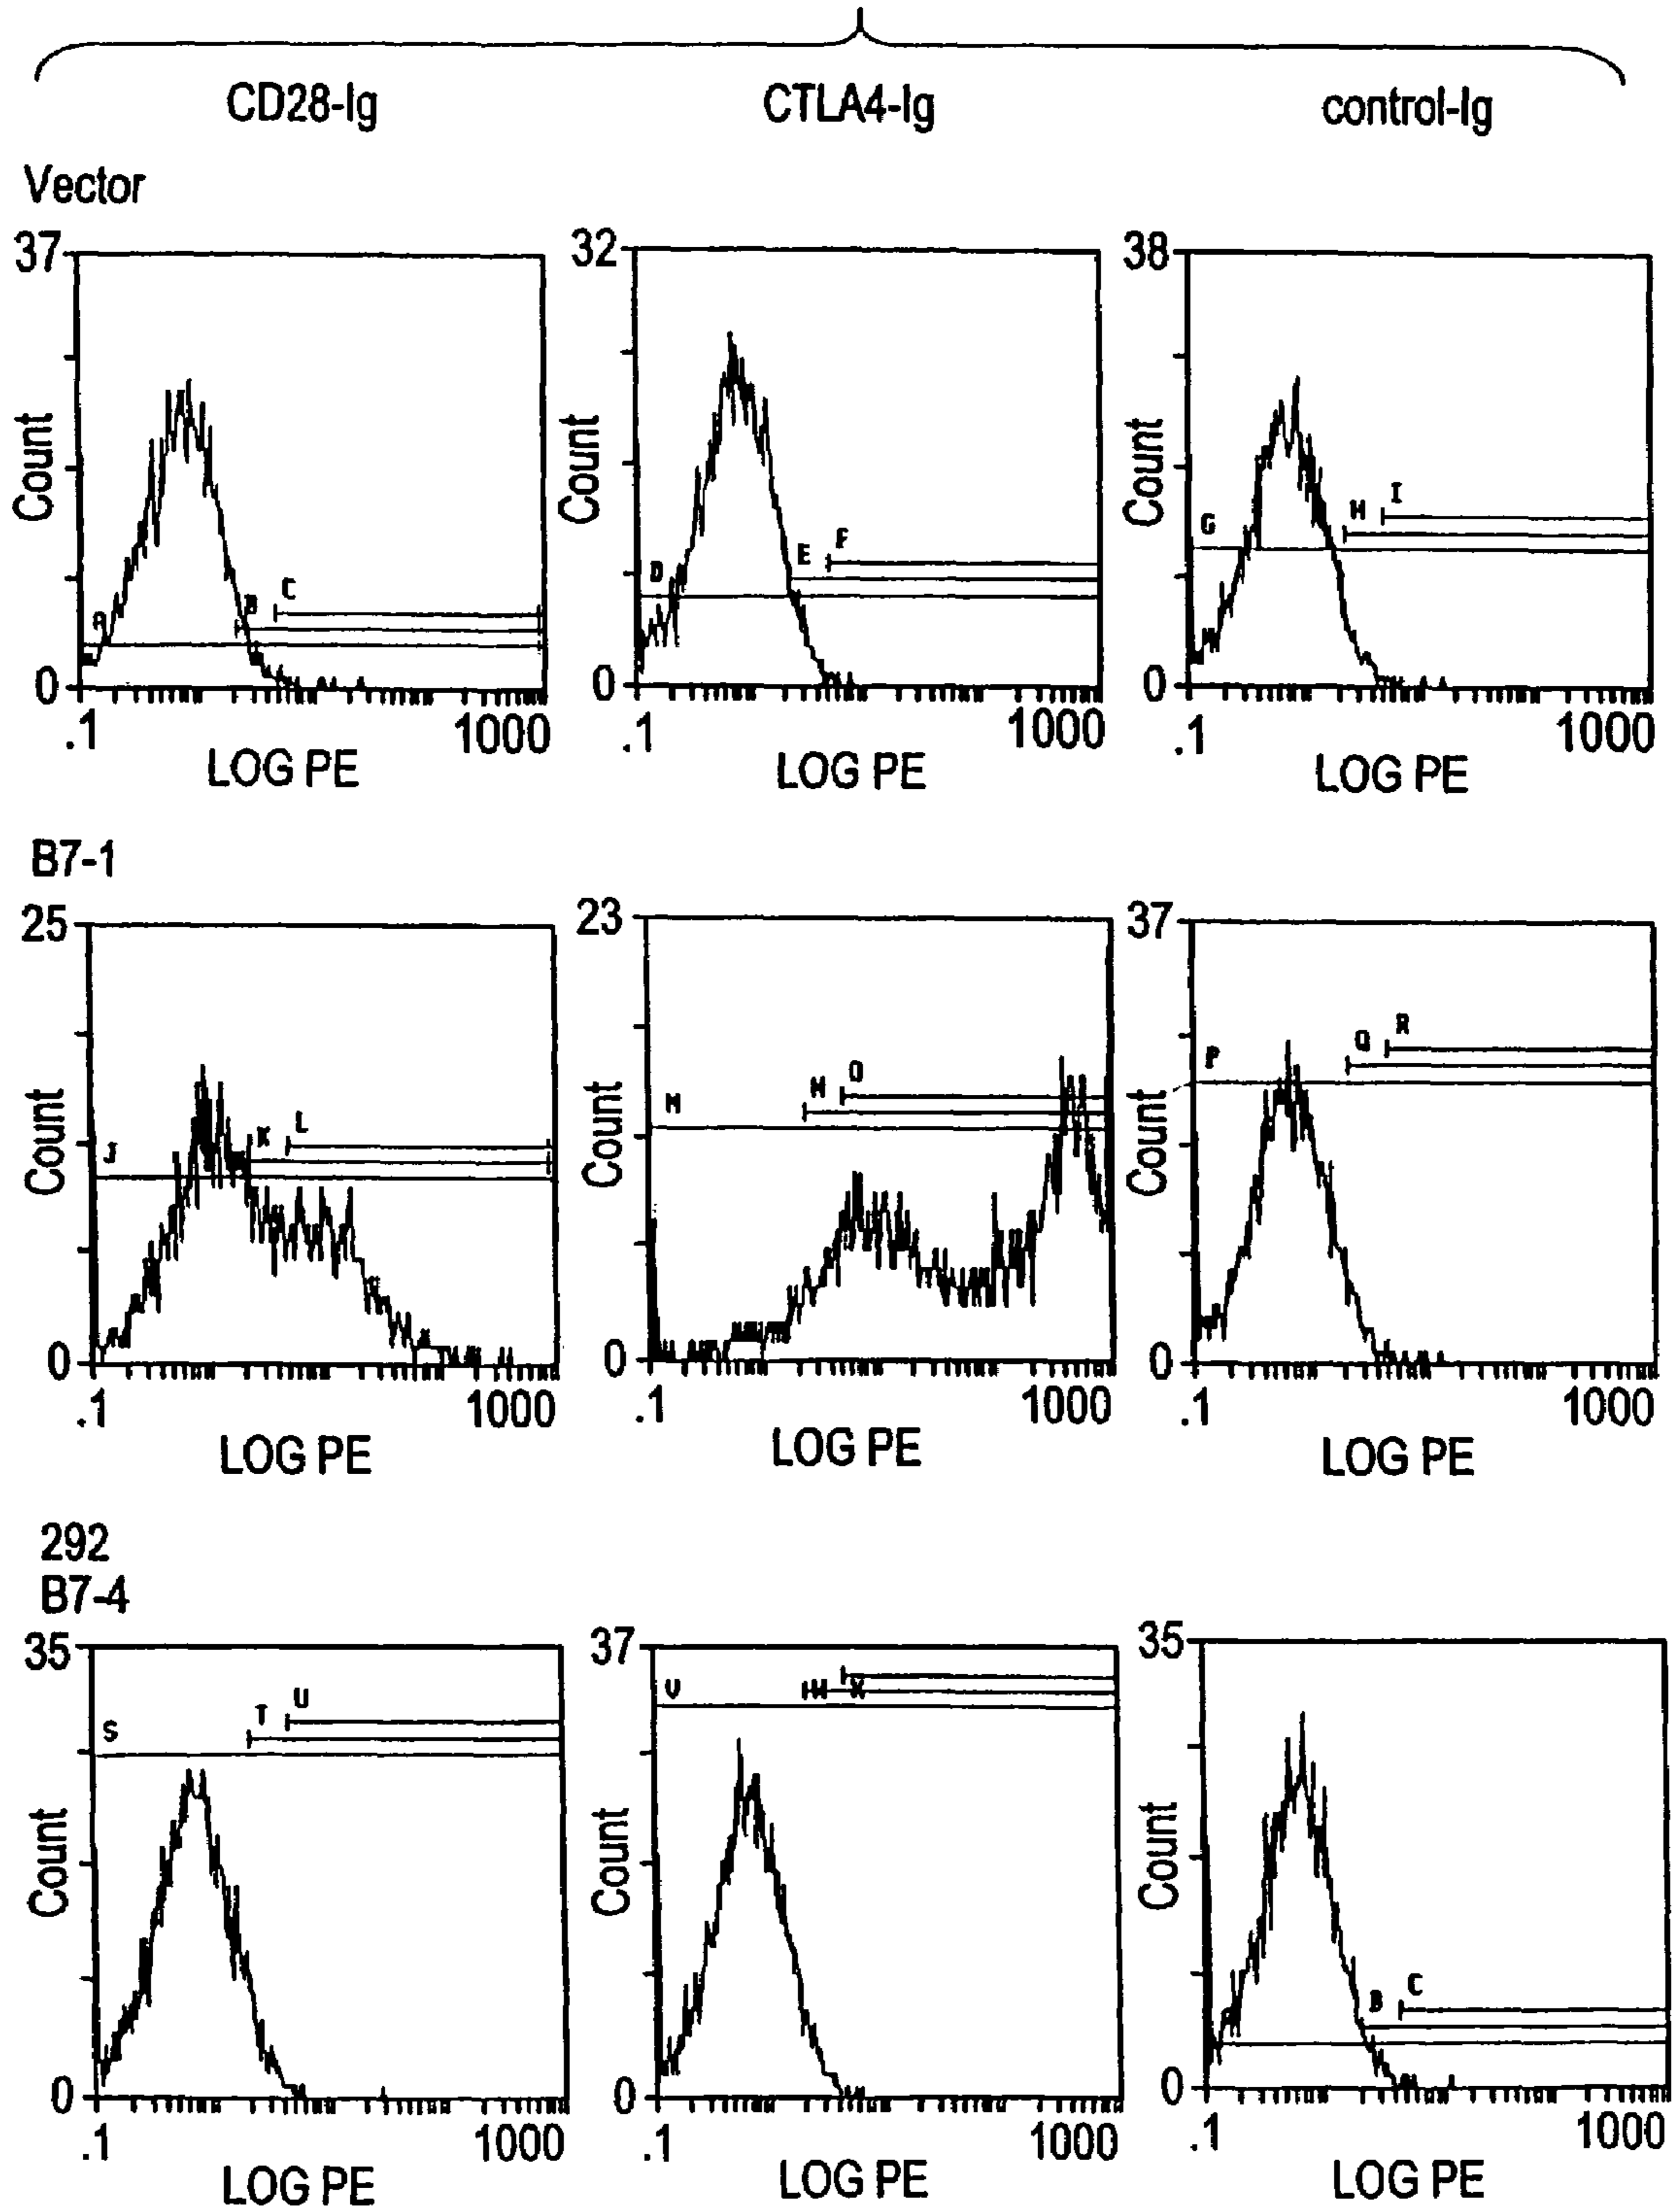 CD28-Ig CTLA4-Ig control-Ig
Vector
37 32 38
Count Count Count
C
B
E F
D
G H I
0 0 0
.1 1000 .1 1000 .1 1000
LOG PE LOG PE LOG PE
B7-1
25 23 37
Count Count Count
J K L
M N O
P Q R
0 0 0
.1 1000 .1 1000 .1 1000
LOG PE LOG PE LOG PE
292
B7-4
35 37 35
Count Count Count
S T U
V W X
B C
0 0 0
.1 1000 .1 1000 .1 1000
LOG PE LOG PE LOG PE